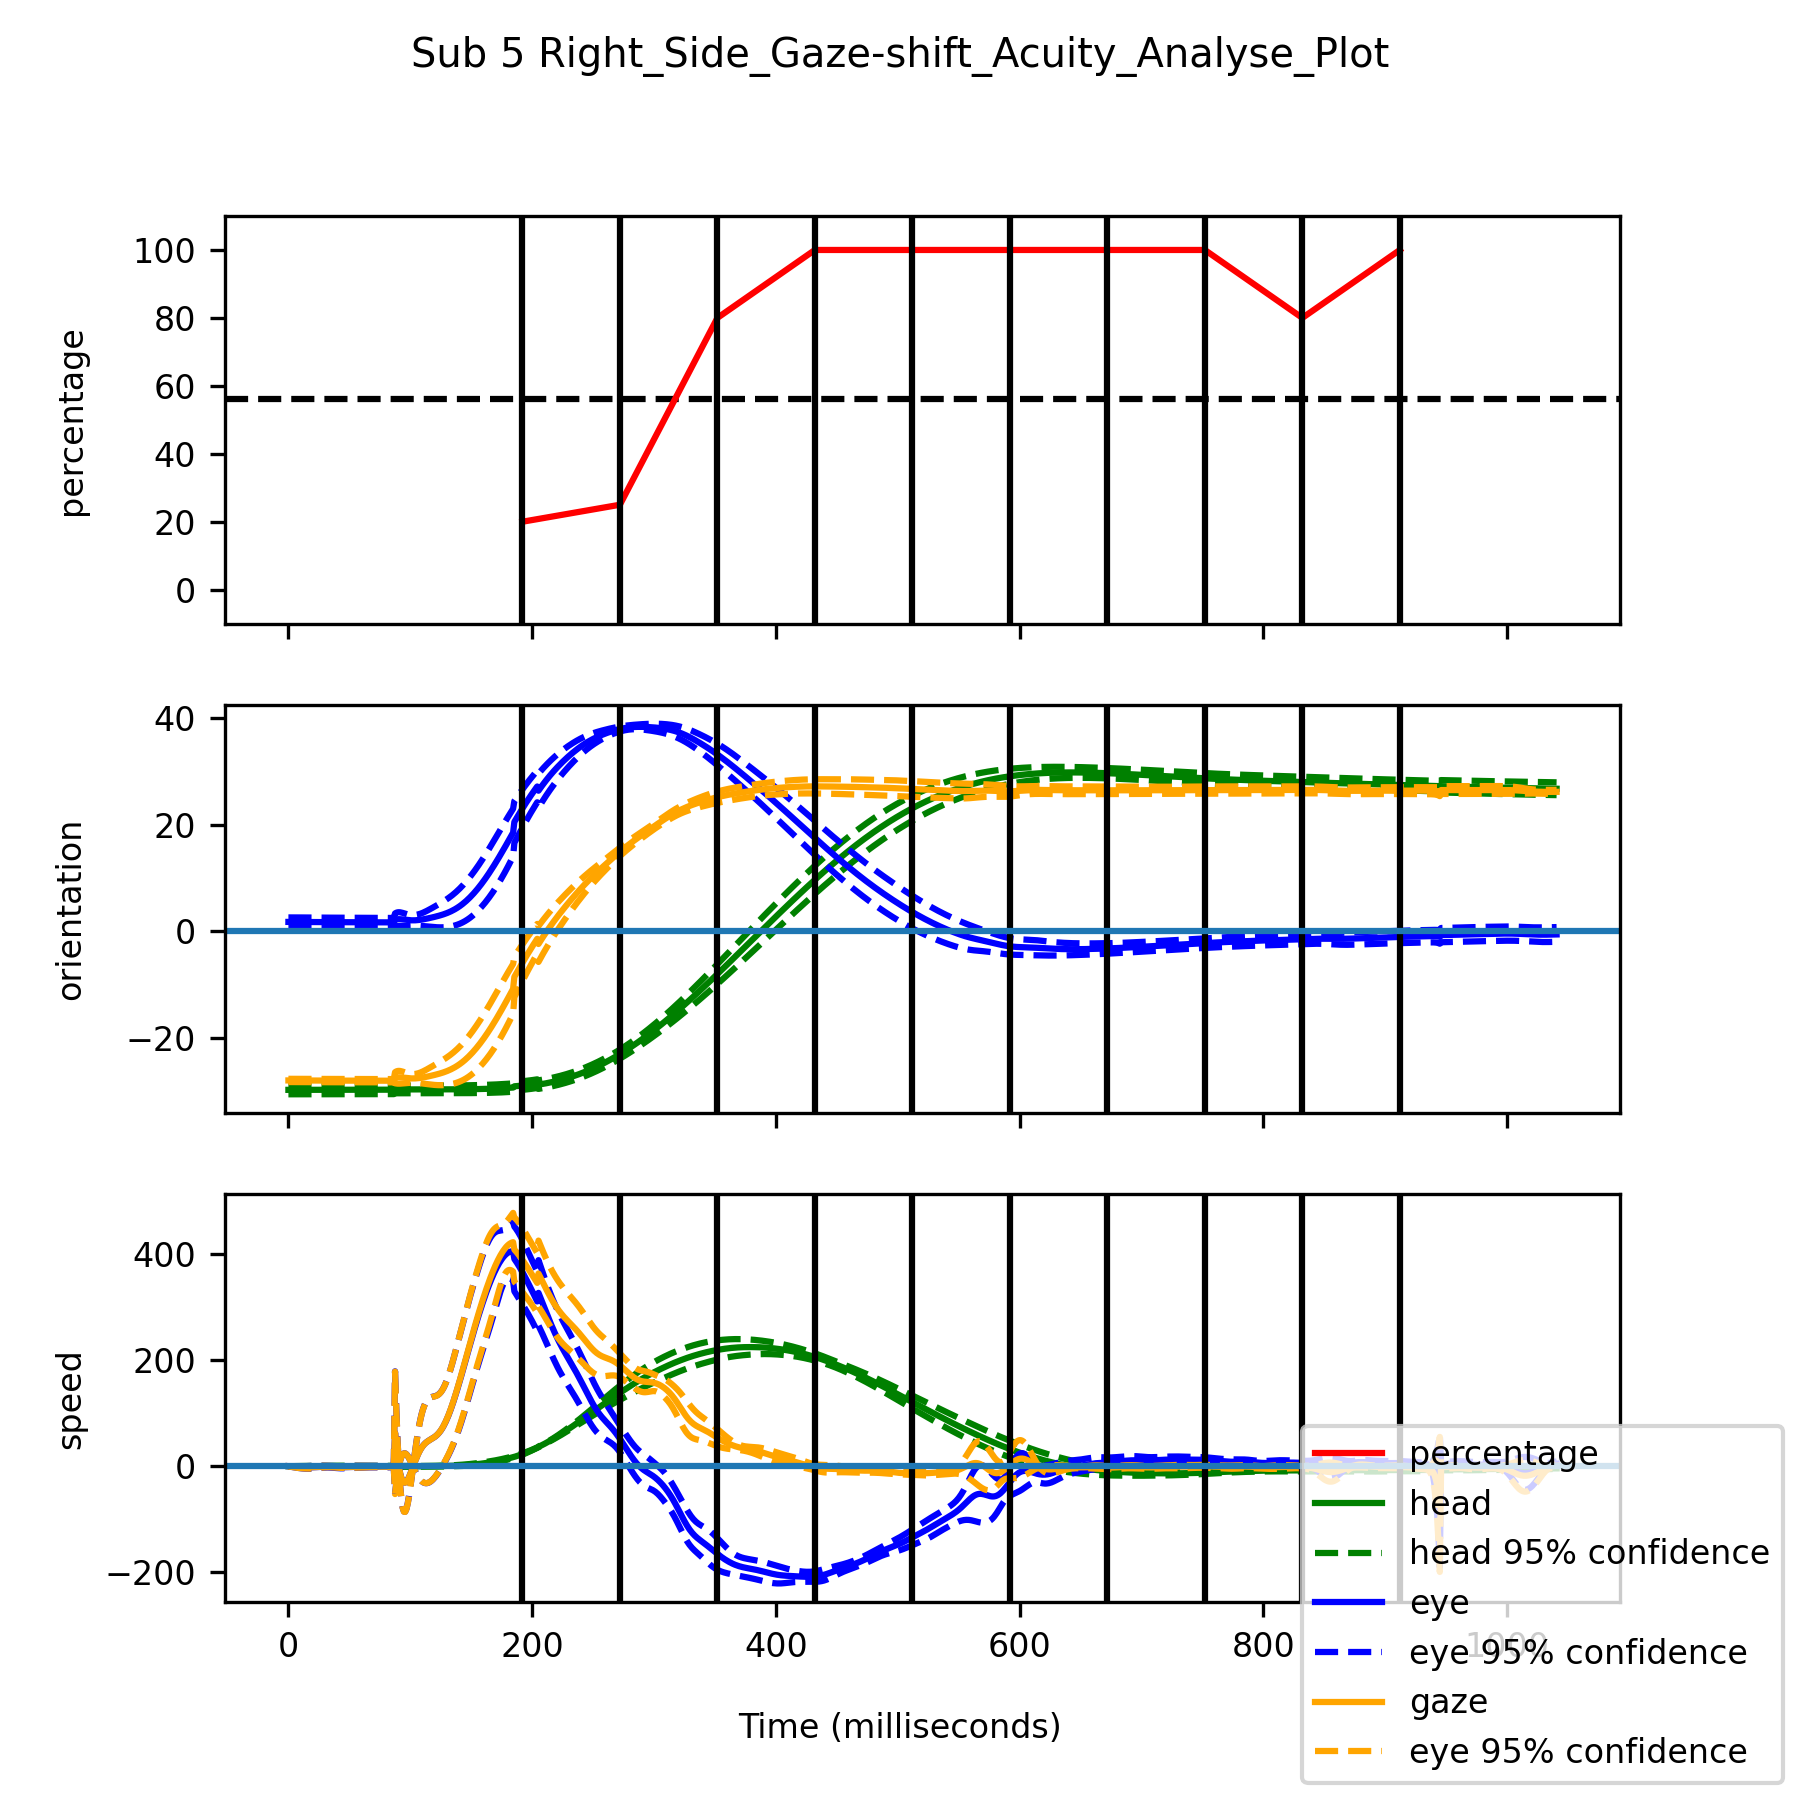 Sub 5 Right_Side_Gaze-shift_Acuity_Analyse_Plot
percentage
100
80
60
40
20
0
orientation
40
20
0
−20
speed
400
200
0
−200
0 200 400 600 800 1000
Time (milliseconds)
percentage
head
head 95% confidence
eye
eye 95% confidence
gaze
eye 95% confidence